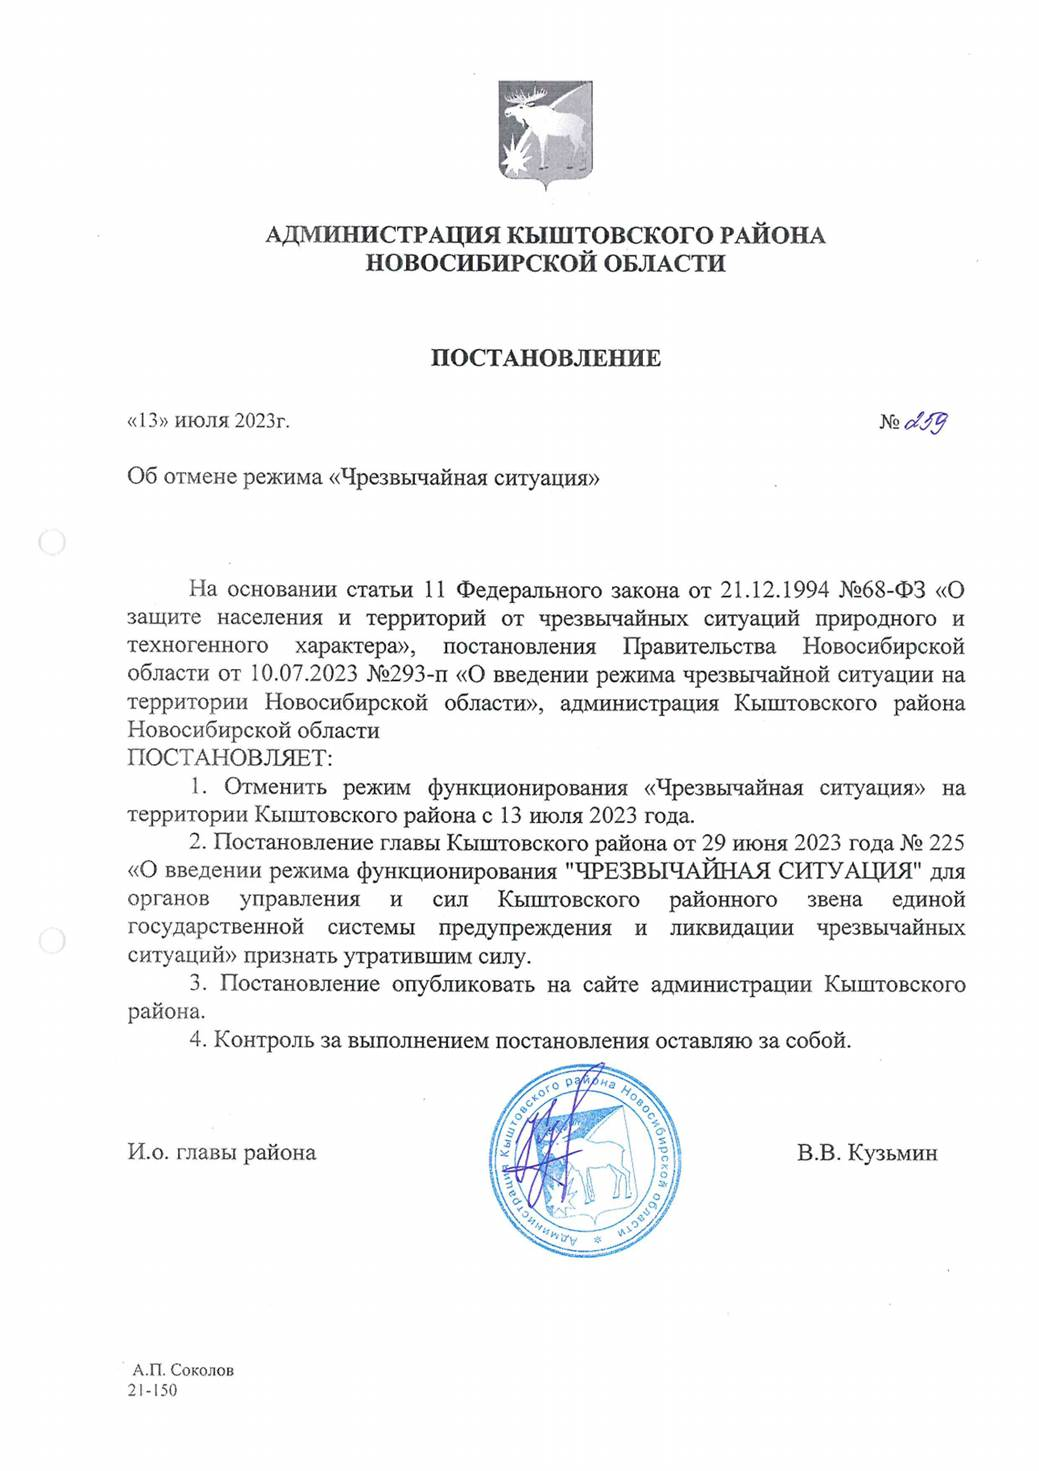 АДМИНИСТРАЦИЯ КЫШТОВСКОГО РАЙОНА
НОВОСИБИРСКОЙ ОБЛАСТИ
ПОСТАНОВЛЕНИЕ
«13» июля 2023г. № 259
Об отмене режима «Чрезвычайная ситуация»
На основании статьи 11 Федерального закона от 21.12.1994 №68-ФЗ «О
защите населения и территорий от чрезвычайных ситуаций природного и
техногенного характера», постановления Правительства Новосибирской
области от 10.07.2023 №293-п «О введении режима чрезвычайной ситуации на
территории Новосибирской области», администрация Кыштовского района
Новосибирской области
ПОСТАНОВЛЯЕТ:
1. Отменить режим функционирования «Чрезвычайная ситуация» на
территории Кыштовского района с 13 июля 2023 года.
2. Постановление главы Кыштовского района от 29 июня 2023 года № 225
«О введении режима функционирования "ЧРЕЗВЫЧАЙНАЯ СИТУАЦИЯ" для
органов управления и сил Кыштовского районного звена единой
государственной системы предупреждения и ликвидации чрезвычайных
ситуаций» признать утратившим силу.
3. Постановление опубликовать на сайте администрации Кыштовского
района.
4. Контроль за выполнением постановления оставляю за собой.
И.о. главы района В.В. Кузьмин
Администрация Кыштовского района Новосибирской области *
А.П. Соколов
21-150